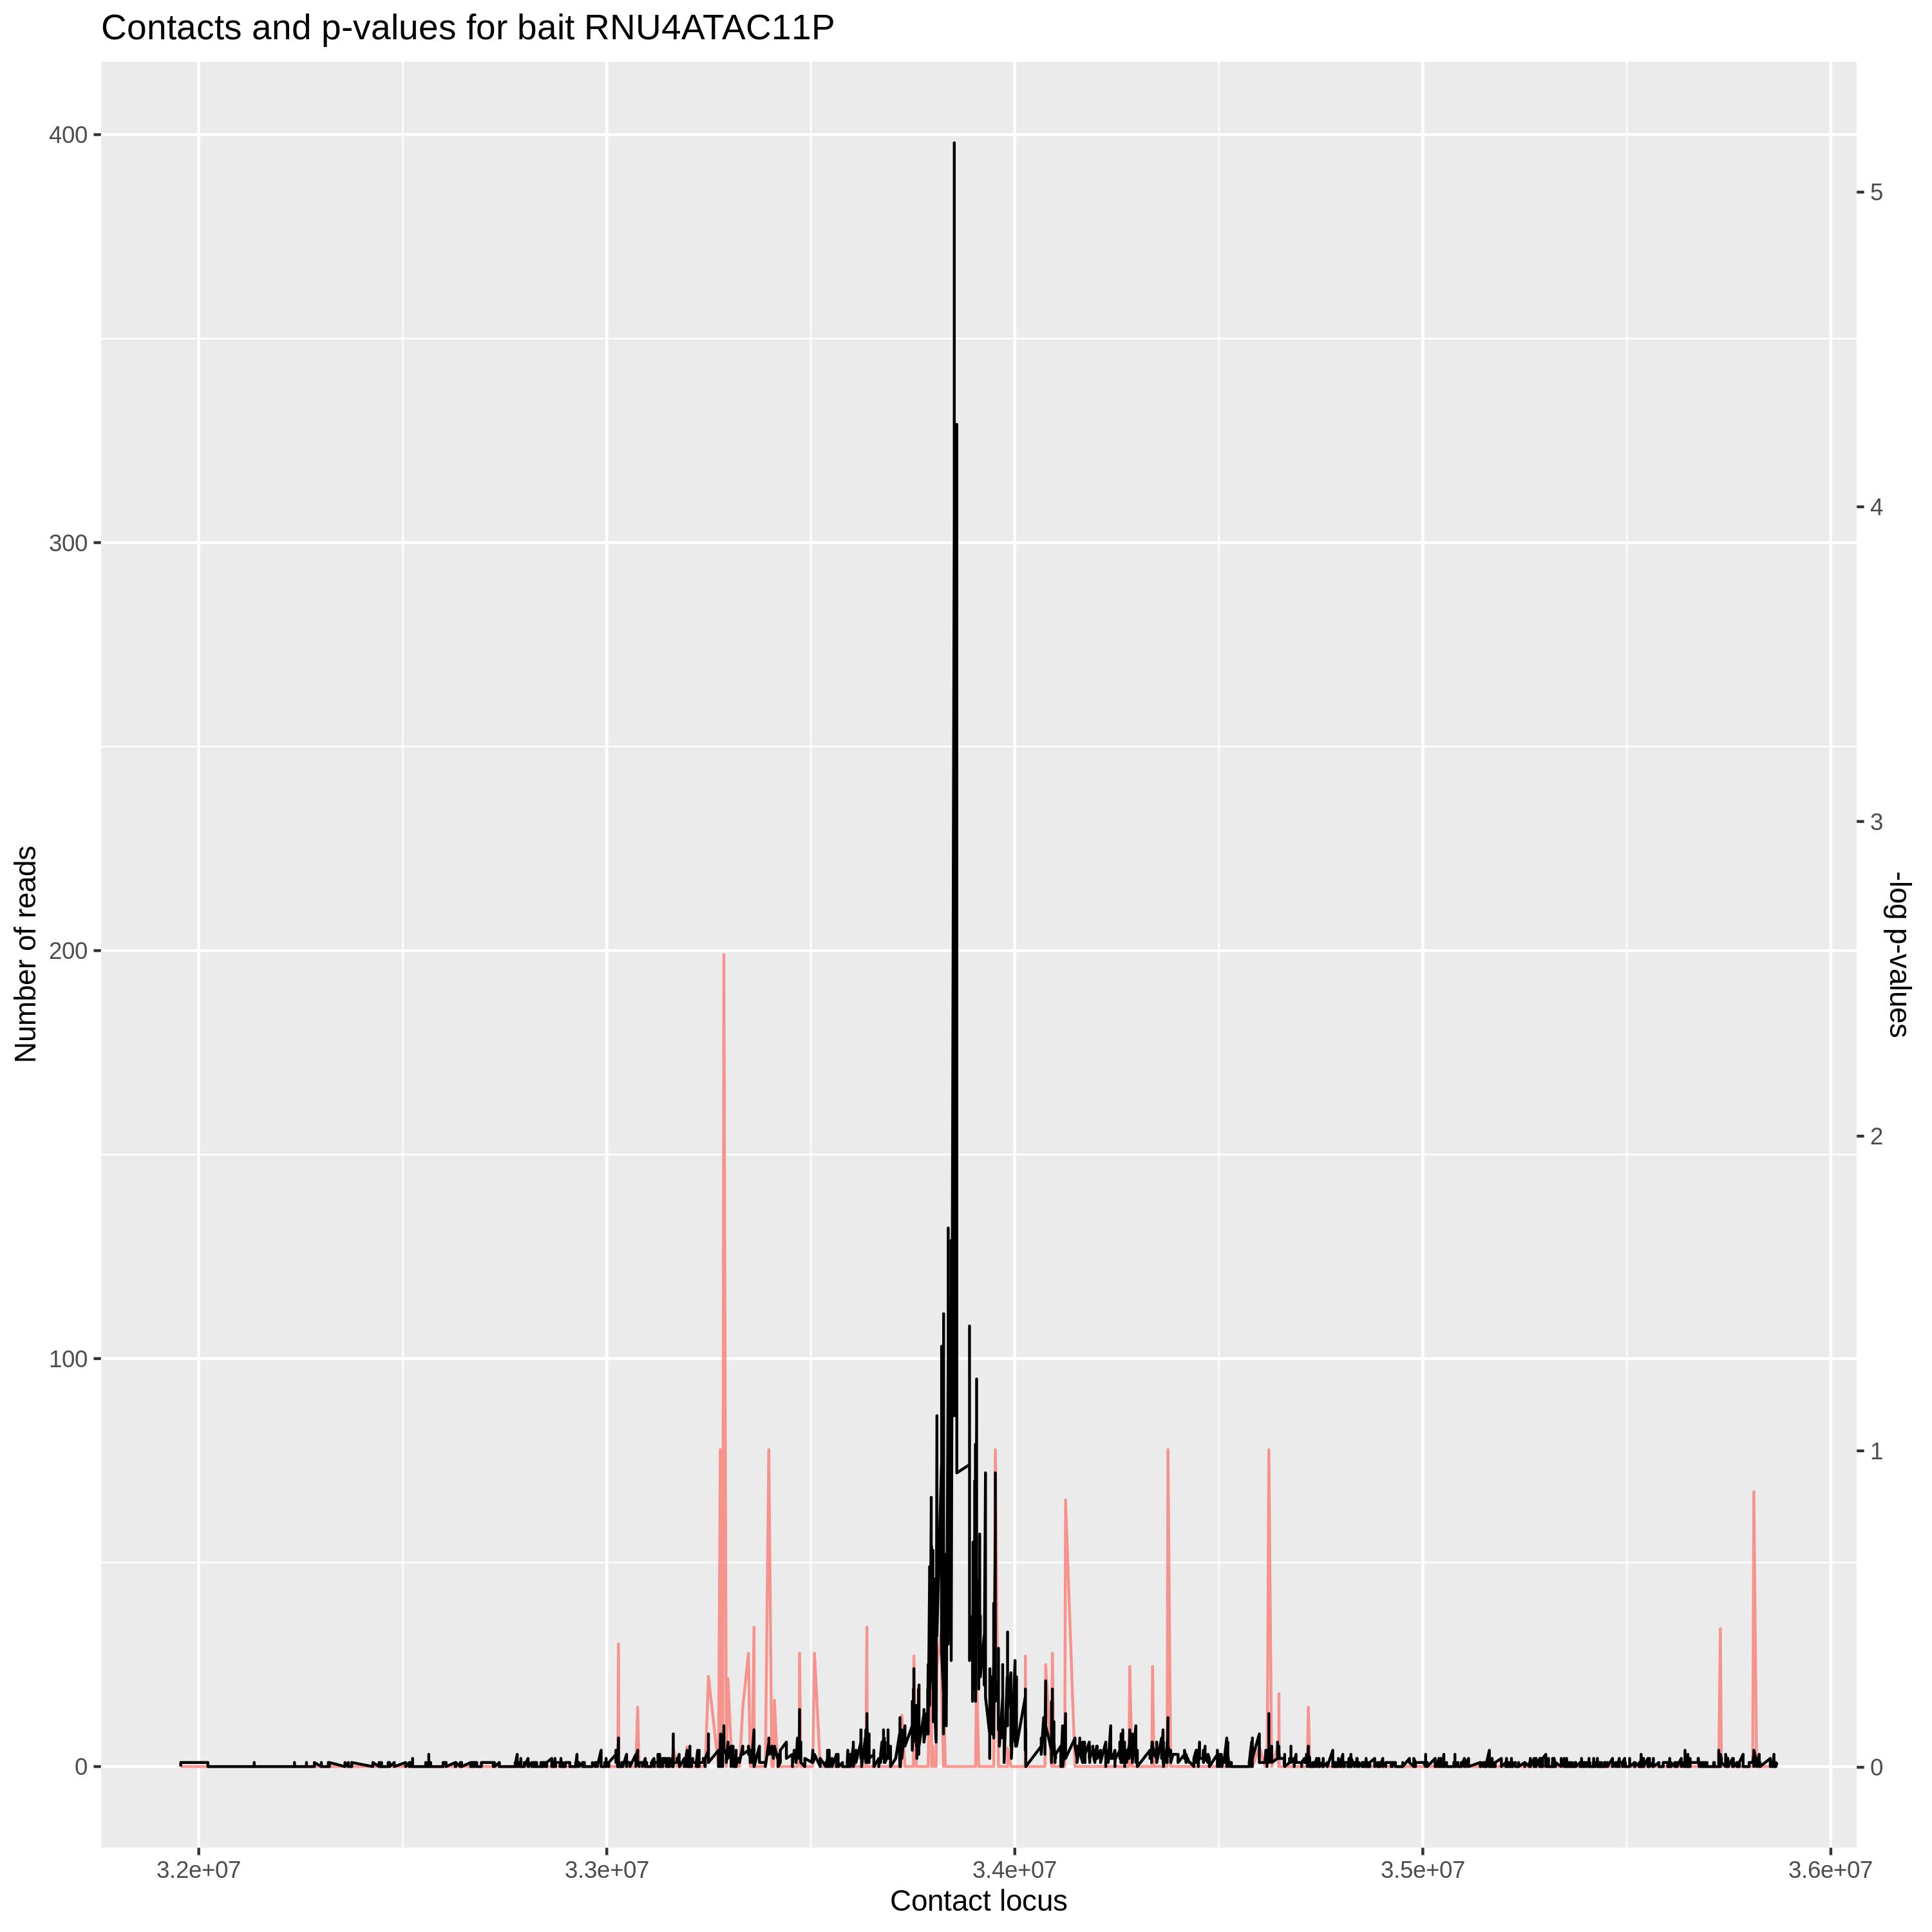 Contacts and p-values for bait RNU4ATAC11P
400
300
200
100
0
Number of reads
5
4
3
2
1
0
-log p-values
3.2e+07
3.3e+07
3.4e+07
3.5e+07
3.6e+07
Contact locus